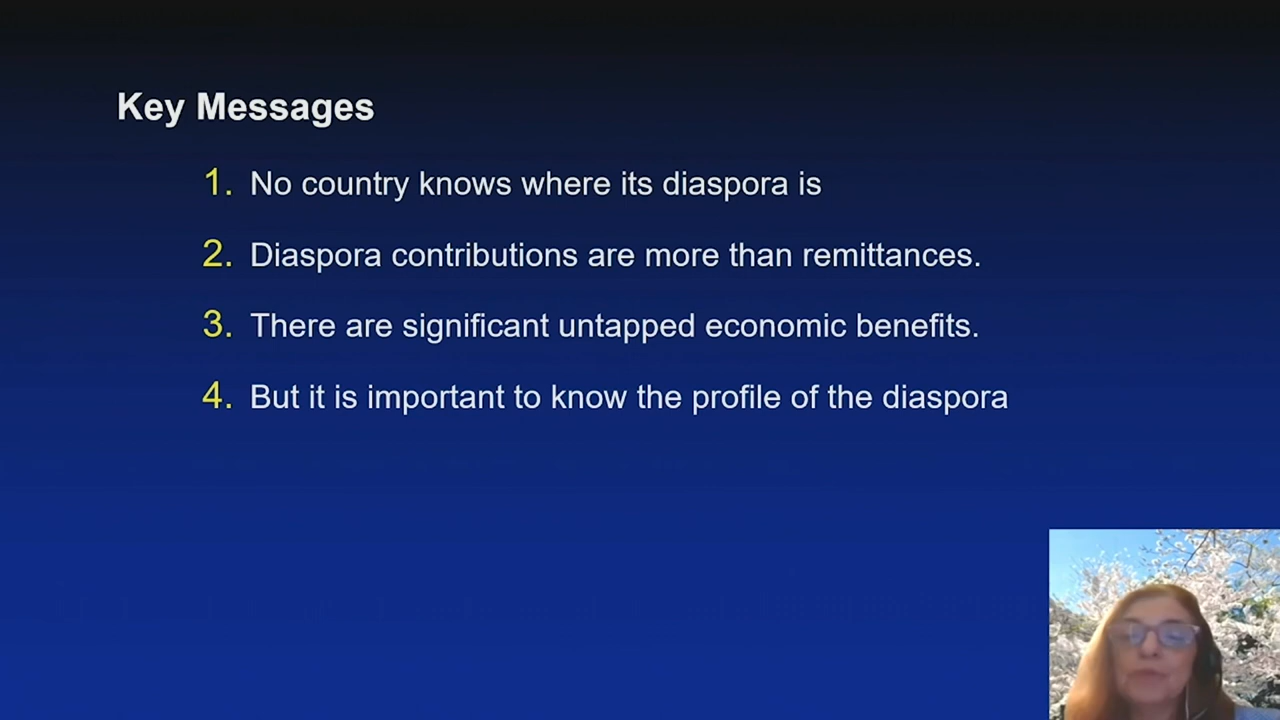 Key Messages
1. No country knows where its diaspora is
2. Diaspora contributions are more than remittances.
3. There are significant untapped economic benefits.
4. But it is important to know the profile of the diaspora